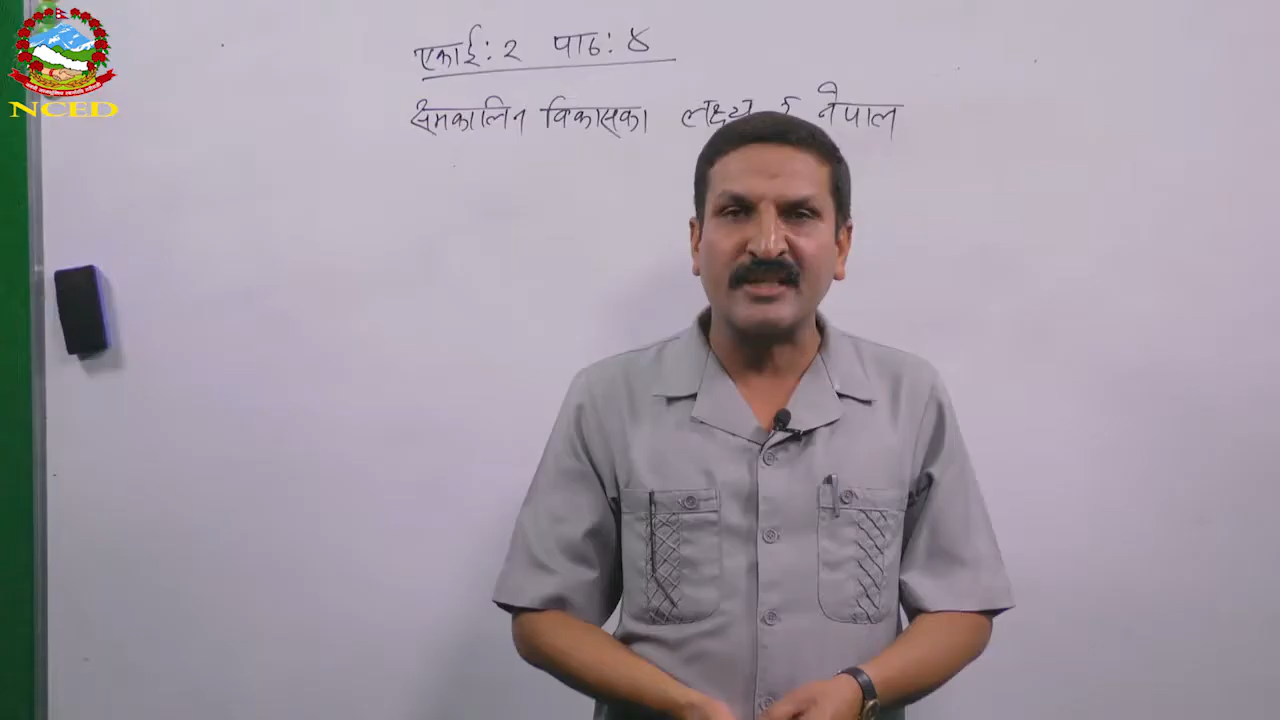 NCED
एकाई: २ पाठ: ४
समकालिन विकासका लक्ष्य र नेपाल